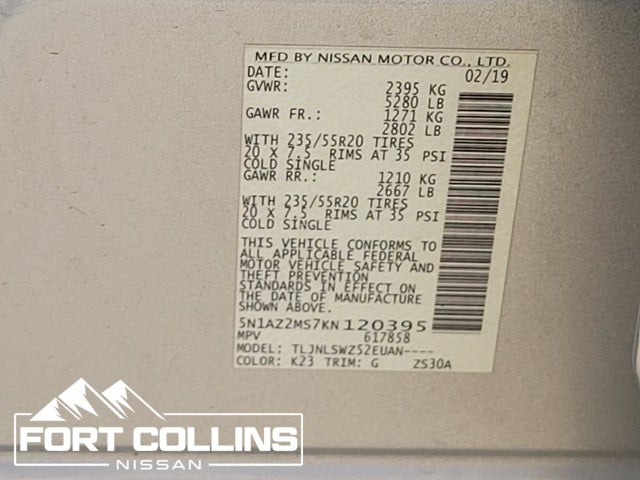 MFD BY NISSAN MOTOR CO., LTD.
DATE: 02/19
GVWR: 2395 KG
5280 LB
GAWR FR.: 1271 KG
2802 LB
WITH 235/55R20 TIRES
20 X 7.5 RIMS AT 35 PSI
COLD SINGLE
GAWR RR.: 1210 KG
2667 LB
WITH 235/55R20 TIRES
20 X 7.5 RIMS AT 35 PSI
COLD SINGLE
THIS VEHICLE CONFORMS TO
ALL APPLICABLE FEDERAL
MOTOR VEHICLE SAFETY AND
THEFT PREVENTION
STANDARDS IN EFFECT ON
THE DATE OF MANUFACTURE
SHOWN ABOVE.
5N1AZ2MS7KN120395
MPV 617858
MODEL: TLJNLSWZ52EUAN----
COLOR: K23 TRIM: G ZS30A
FORT COLLINS
NISSAN